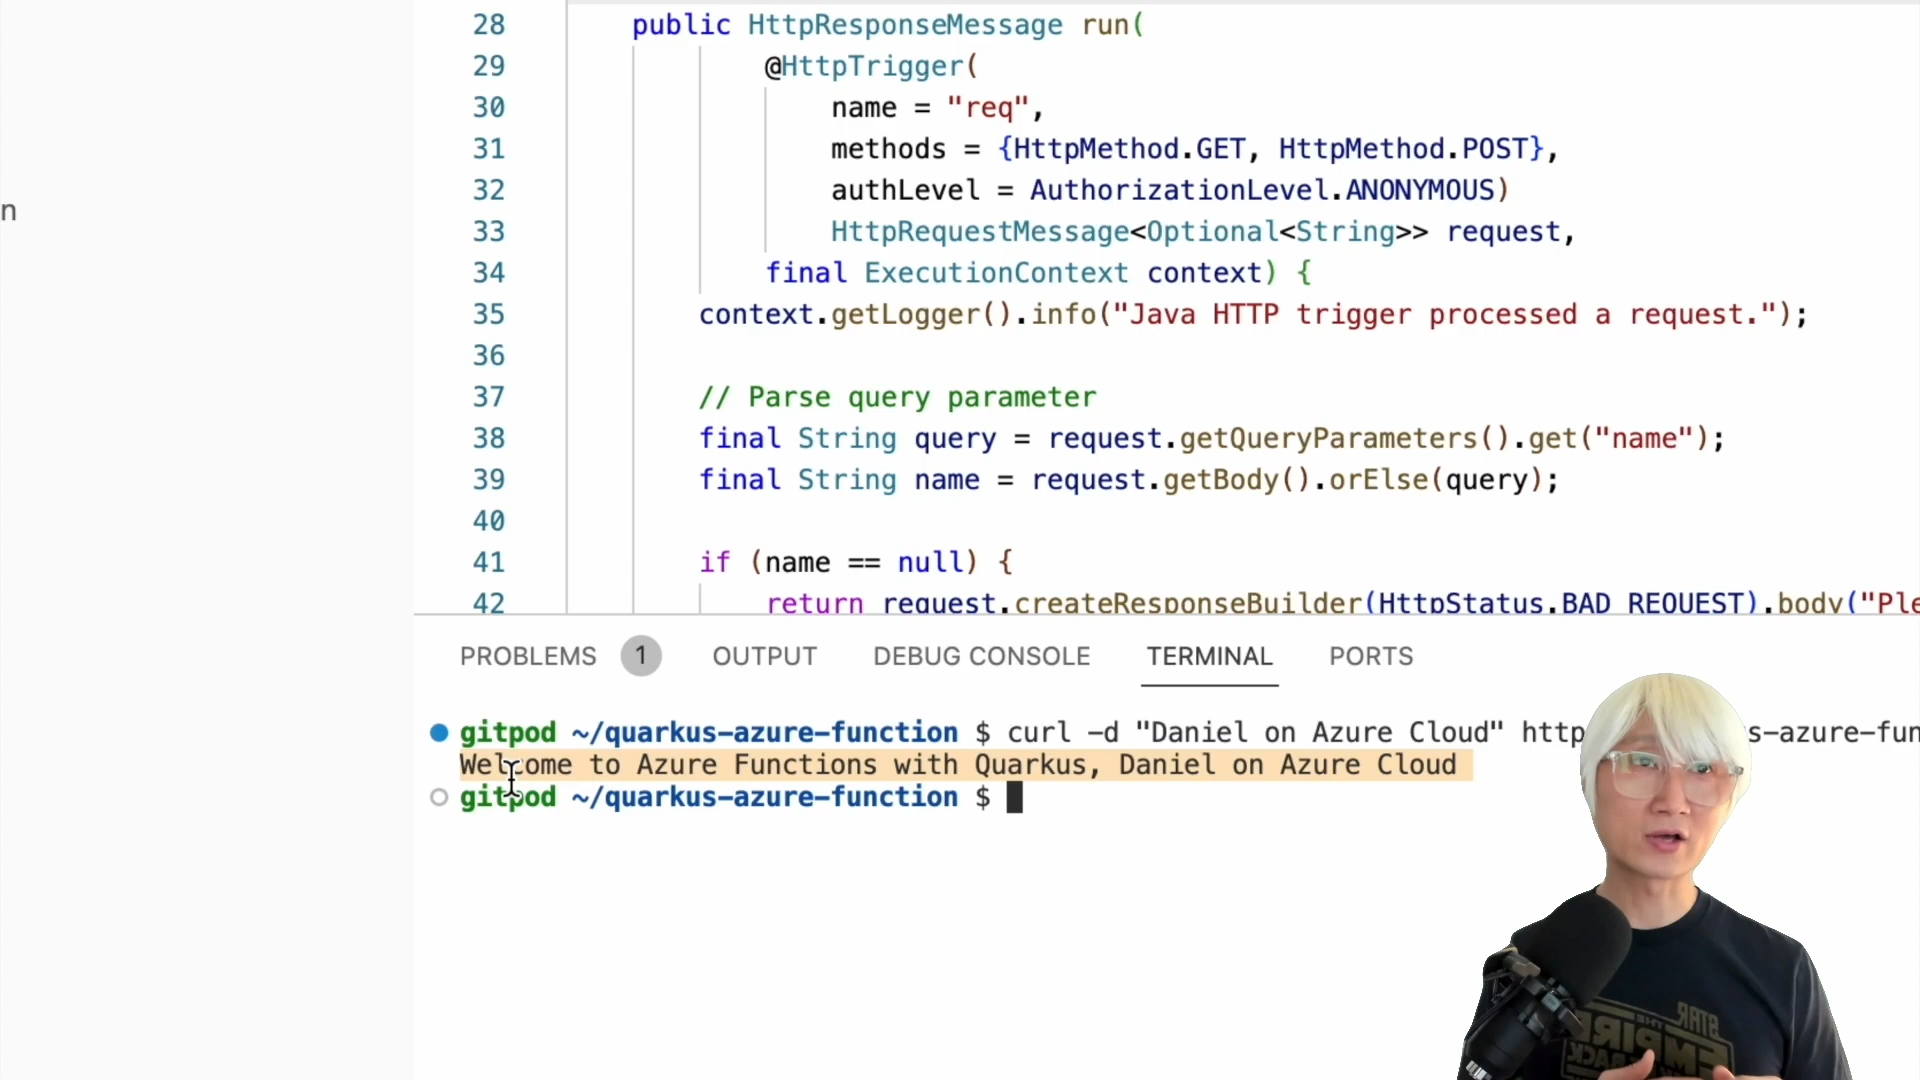 n
28 public HttpResponseMessage run(
29 @HttpTrigger(
30 name = "req",
31 methods = {HttpMethod.GET, HttpMethod.POST},
32 authLevel = AuthorizationLevel.ANONYMOUS)
33 HttpRequestMessage<Optional<String>> request,
34 final ExecutionContext context) {
35 context.getLogger().info("Java HTTP trigger processed a request.");
36
37 // Parse query parameter
38 final String query = request.getQueryParameters().get("name");
39 final String name = request.getBody().orElse(query);
40
41 if (name == null) {
42 return request.createResponseBuilder(HttpStatus.BAD_REQUEST).body("Ple
PROBLEMS 1 OUTPUT DEBUG CONSOLE TERMINAL PORTS
gitpod ~/quarkus-azure-function $ curl -d "Daniel on Azure Cloud" http s-azure-fun
Welcome to Azure Functions with Quarkus, Daniel on Azure Cloud
gitpod ~/quarkus-azure-function $
STAR
THE
EMPIRE